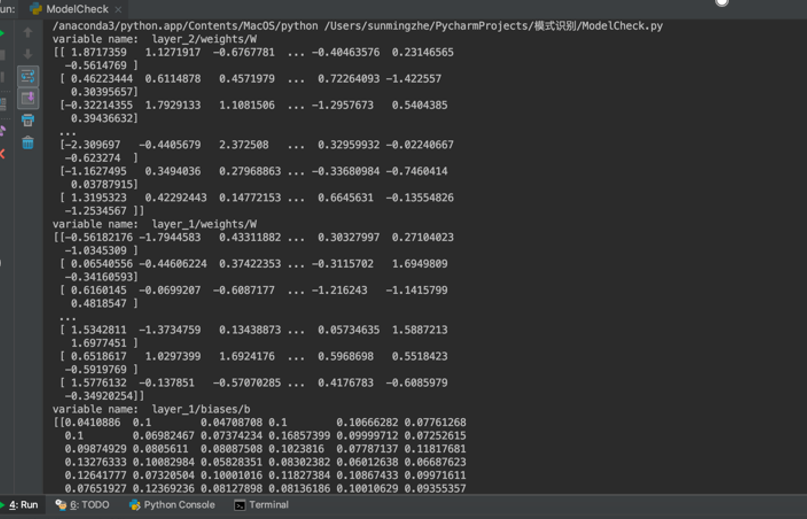 un:
ModelCheck ×
/anaconda3/python.app/Contents/MacOS/python /Users/sunmingzhe/PycharmProjects/模式识别/ModelCheck.py
variable name:  layer_2/weights/W
[[ 1.8717359   1.1271917  -0.6767781  ... -0.40463576  0.23146565
  -0.5614769 ]
 [ 0.46223444  0.6114878   0.4571979  ...  0.72264093 -1.422557
   0.30395657]
 [-0.32214355  1.7929133   1.1081506  ... -1.2957673   0.5404385
   0.39436632]
 ...
 [-2.309697   -0.4405679   2.372508   ...  0.32959932 -0.02240667
  -0.623274  ]
 [-1.1627495   0.3494036   0.27968863 ... -0.33680984 -0.7460414
   0.03787915]
 [ 1.3195323   0.42292443  0.14772153 ...  0.6645631  -0.13554826
  -1.2534567 ]]
variable name:  layer_1/weights/W
[[-0.56182176 -1.7944583   0.43311882 ...  0.30327997  0.27104023
  -1.0345309 ]
 [ 0.06540556 -0.44606224  0.37422353 ... -0.3115702   1.6949809
  -0.34160593]
 [ 0.6160145  -0.0699207  -0.6087177  ... -1.216243   -1.1415799
   0.4818547 ]
 ...
 [ 1.5342811  -1.3734759   0.13438873 ...  0.05734635  1.5887213
   1.6977451 ]
 [ 0.6518617   1.0297399   1.6924176  ...  0.5968698   0.5518423
  -0.5919769 ]
 [ 1.5776132  -0.137851   -0.57070285 ...  0.4176783  -0.6085979
  -0.34920254]]
variable name:  layer_1/biases/b
[[0.0410886  0.1        0.04708708 0.1        0.10666282 0.07761268
  0.1        0.06982467 0.07374234 0.16857399 0.09999712 0.07252615
  0.09874929 0.0805611  0.08087508 0.1023816  0.07787137 0.11817681
  0.13276333 0.10082984 0.05828351 0.08302382 0.06012638 0.06687623
  0.12641777 0.07320504 0.10001016 0.11827384 0.10867433 0.09971611
  0.07651927 0.12369236 0.08127898 0.08136186 0.10010629 0.09355357
4: Run 6: TODO Python Console Terminal